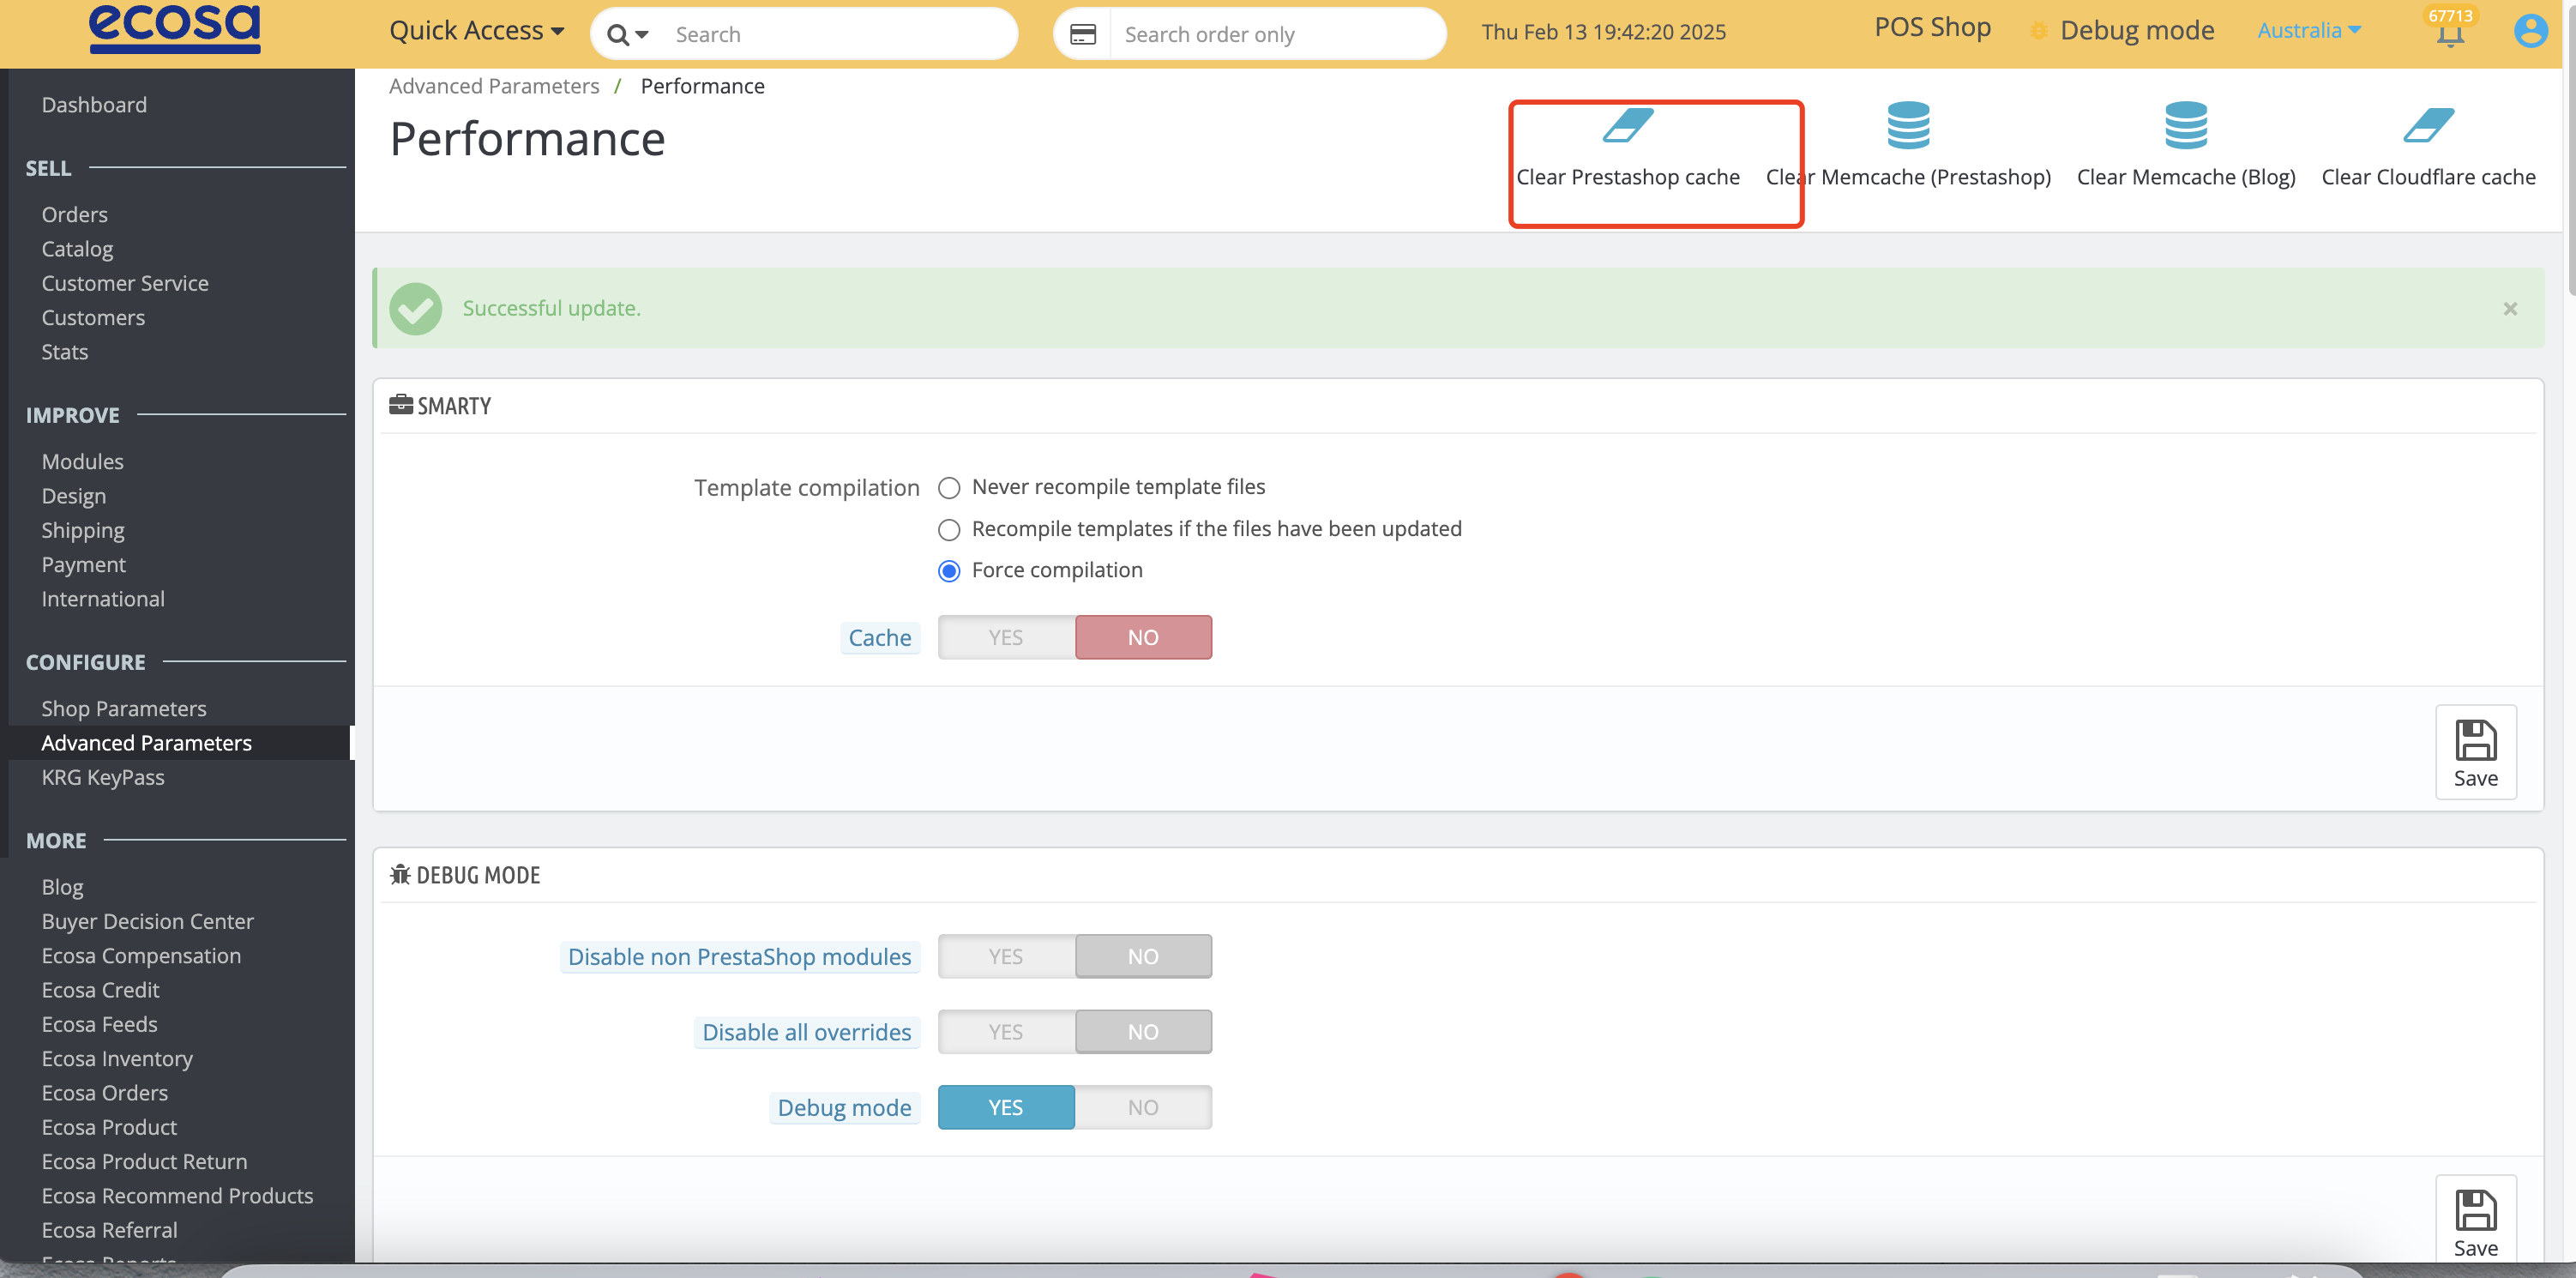 ecosa
Quick Access
Search
Search order only
Thu Feb 13 19:42:20 2025
POS Shop
Debug mode
Australia
67713
Dashboard
SELL
Orders
Catalog
Customer Service
Customers
Stats
IMPROVE
Modules
Design
Shipping
Payment
International
CONFIGURE
Shop Parameters
Advanced Parameters
KRG KeyPass
MORE
Blog
Buyer Decision Center
Ecosa Compensation
Ecosa Credit
Ecosa Feeds
Ecosa Inventory
Ecosa Orders
Ecosa Product
Ecosa Product Return
Ecosa Recommend Products
Ecosa Referral
Ecosa Reports
Advanced Parameters / Performance
Performance
Clear Prestashop cache
Clear Memcache (Prestashop)
Clear Memcache (Blog)
Clear Cloudflare cache
Successful update.
×
SMARTY
Template compilation
Never recompile template files
Recompile templates if the files have been updated
Force compilation
Cache YES NO
Save
DEBUG MODE
Disable non PrestaShop modules YES NO
Disable all overrides YES NO
Debug mode YES NO
Save